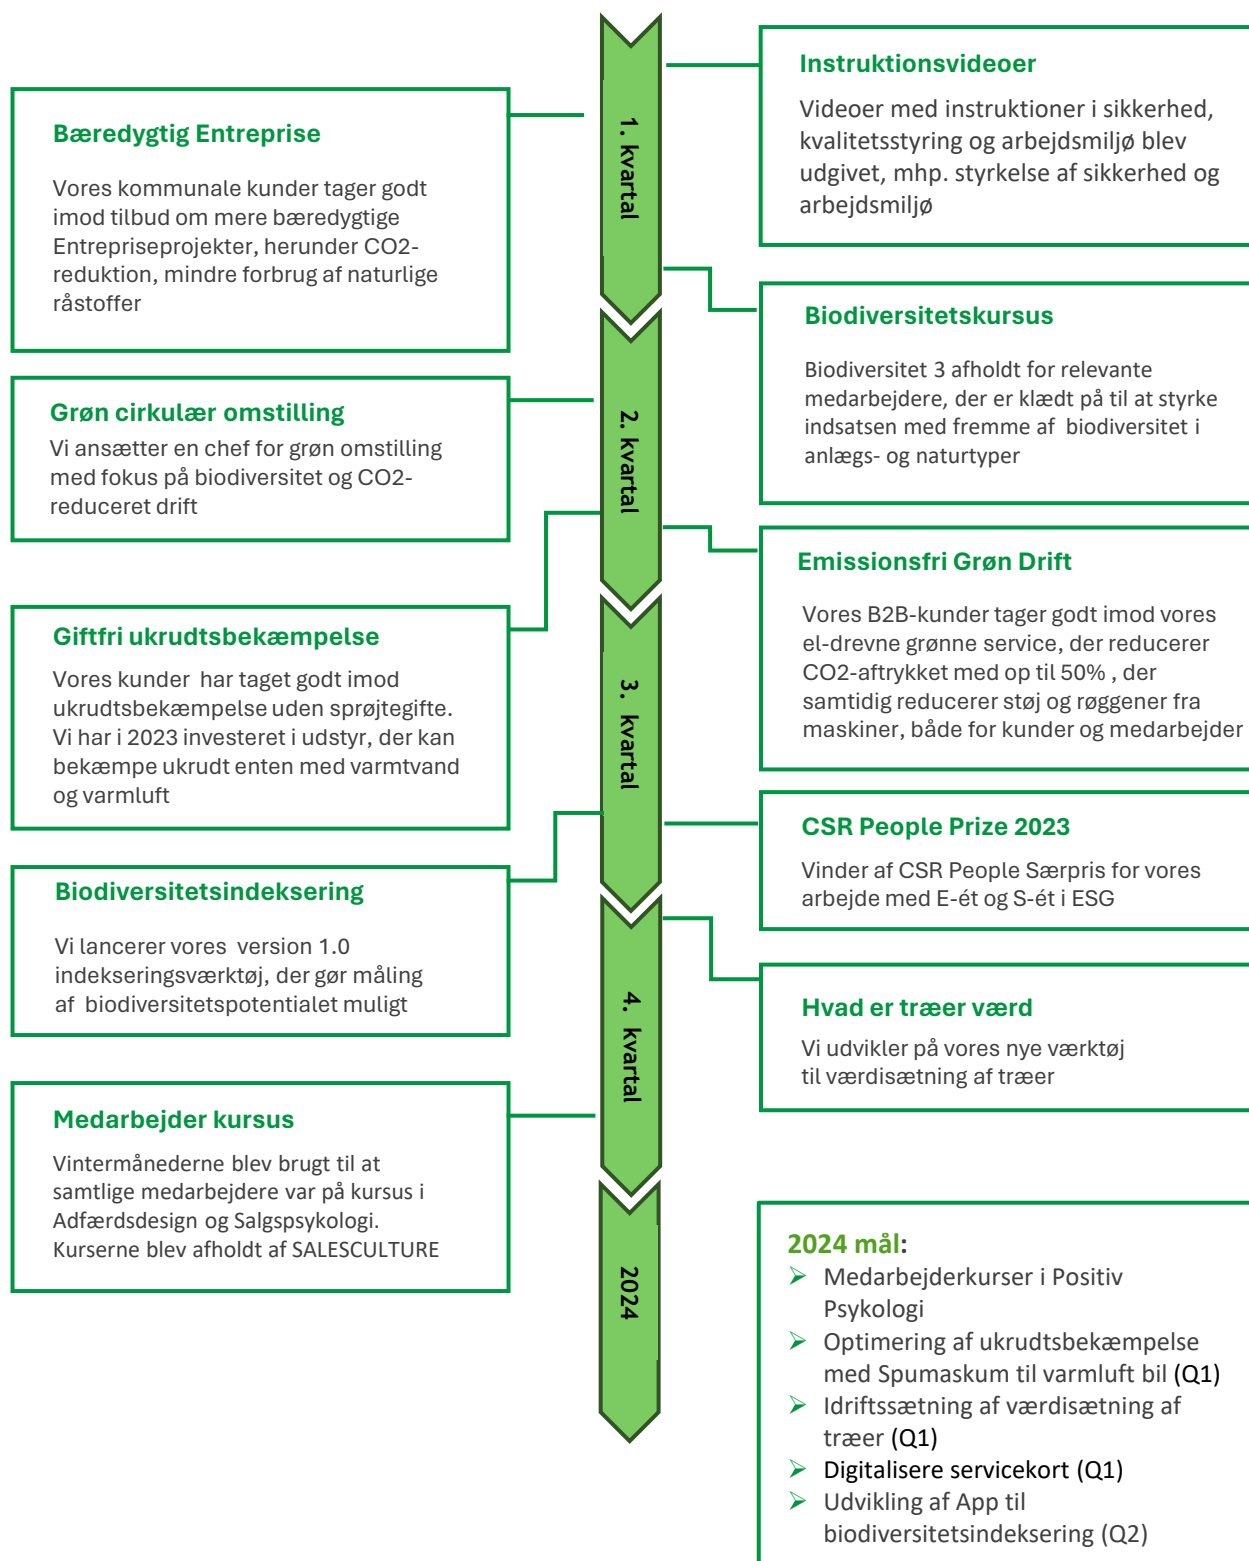 Instruktionsvideoer
Videoer med instruktioner i sikkerhed,
kvalitetsstyring og arbejdsmiljø blev
udgivet, mhp. styrkelse af sikkerhed og
arbejdsmiljø
Bæredygtig Entreprise
Vores kommunale kunder tager godt
imod tilbud om mere bæredygtige
Entrepriseprojekter, herunder CO2-
reduktion, mindre forbrug af naturlige
råstoffer
1. kvartal
Biodiversitetskursus
Biodiversitet 3 afholdt for relevante
medarbejdere, der er klædt på til at styrke
indsatsen med fremme af biodiversitet i
anlægs- og naturtyper
Grøn cirkulær omstilling
Vi ansætter en chef for grøn omstilling
med fokus på biodiversitet og CO2-
reduceret drift
2. kvartal
Emissionsfri Grøn Drift
Vores B2B-kunder tager godt imod vores
el-drevne grønne service, der reducerer
CO2-aftrykket med op til 50% , der
samtidig reducerer støj og røggener fra
maskiner, både for kunder og medarbejder
Giftfri ukrudtsbekæmpelse
Vores kunder har taget godt imod
ukrudtsbekæmpelse uden sprøjtegifte.
Vi har i 2023 investeret i udstyr, der kan
bekæmpe ukrudt enten med varmtvand
og varmluft
3. kvartal
CSR People Prize 2023
Vinder af CSR People Særpris for vores
arbejde med E-ét og S-ét i ESG
Biodiversitetsindeksering
Vi lancerer vores version 1.0
indekseringsværktøj, der gør måling
af biodiversitetspotentialet muligt
4. kvartal
Hvad er træer værd
Vi udvikler på vores nye værktøj
til værdisætning af træer
Medarbejder kursus
Vintermånederne blev brugt til at
samtlige medarbejdere var på kursus i
Adfærdsdesign og Salgspsykologi.
Kurserne blev afholdt af SALESCULTURE
2024
2024 mål:
➢ Medarbejderkurser i Positiv
Psykologi
➢ Optimering af ukrudtsbekæmpelse
med Spumaskum til varmluft bil (Q1)
➢ Idriftssætning af værdisætning af
træer (Q1)
➢ Digitalisere servicekort (Q1)
➢ Udvikling af App til
biodiversitetsindeksering (Q2)